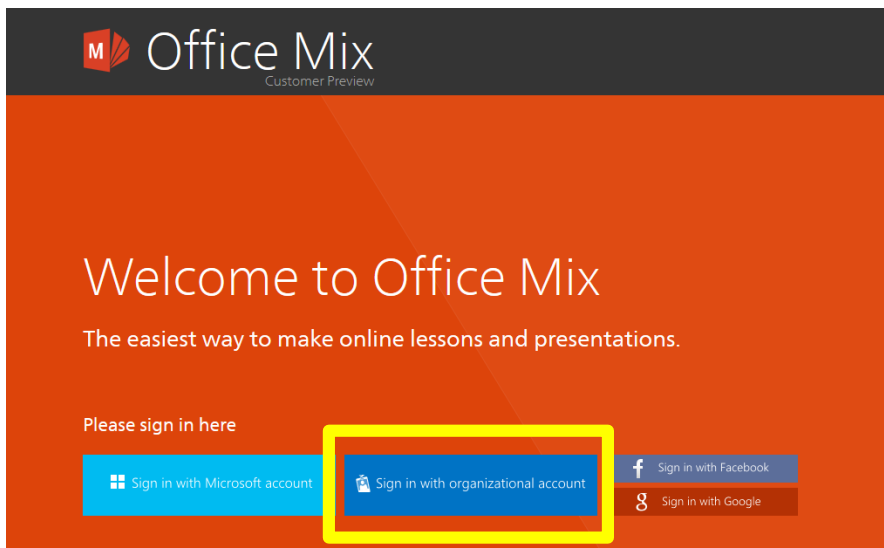 M Office Mix
Customer Preview
Welcome to Office Mix
The easiest way to make online lessons and presentations.
Please sign in here
Sign in with Microsoft account
Sign in with organizational account
f Sign in with Facebook
g Sign in with Google